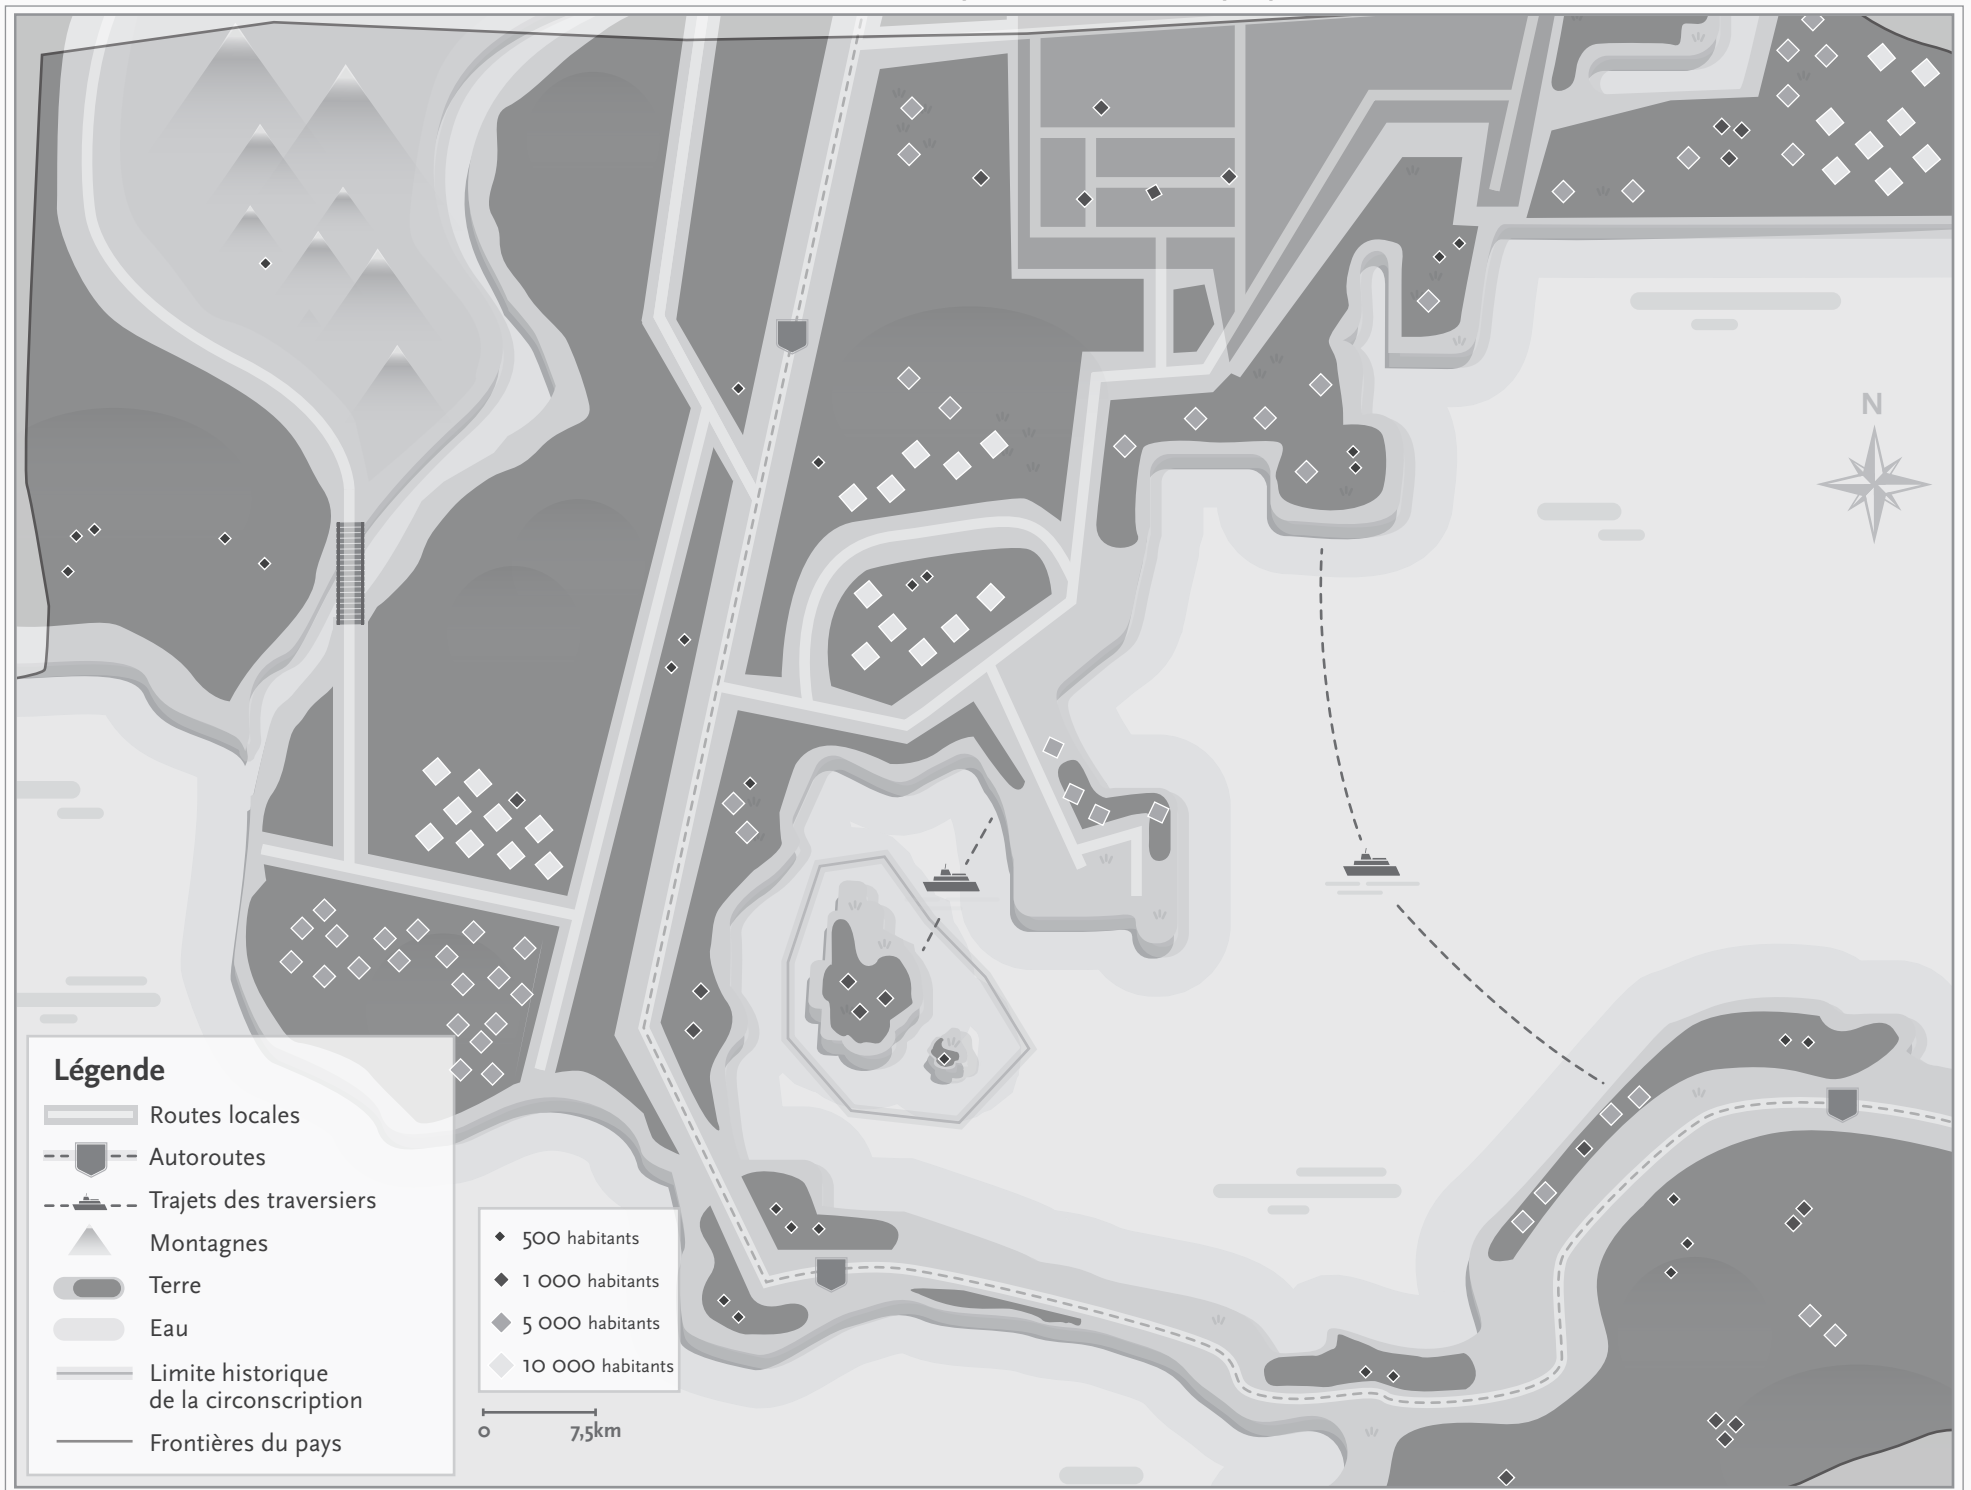 N
Légende
Routes locales
Autoroutes
Trajets des traversiers
Montagnes
Terre
Eau
Limite historique
de la circonscription
Frontières du pays
500 habitants
1 000 habitants
5 000 habitants
10 000 habitants
0 7,5km